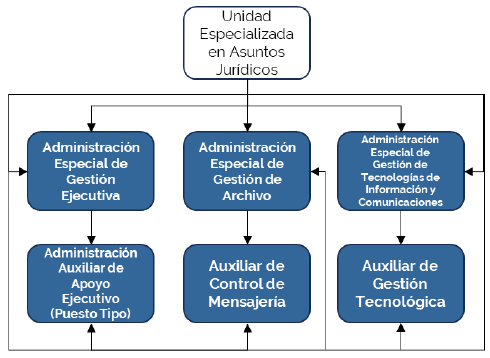 Unidad
Especializada
en Asuntos
Jurídicos
Administración
Especial de
Gestión
Ejecutiva
Administración
Especial de
Gestión de
Archivo
Administración
Especial de
Gestión de
Tecnologías de
Información y
Comunicaciones
Administración
Auxiliar de
Apoyo
Ejecutivo
(Puesto Tipo)
Auxiliar de
Control de
Mensajería
Auxiliar de
Gestión
Tecnológica